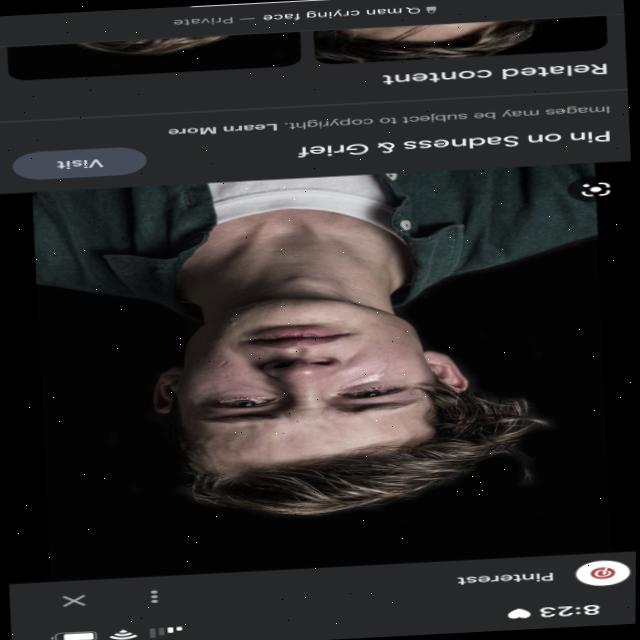 8:23
Pinterest
Pin on Sadness & Grief
Visit
Images may be subject to copyright. Learn More
Related content
man crying face — Private